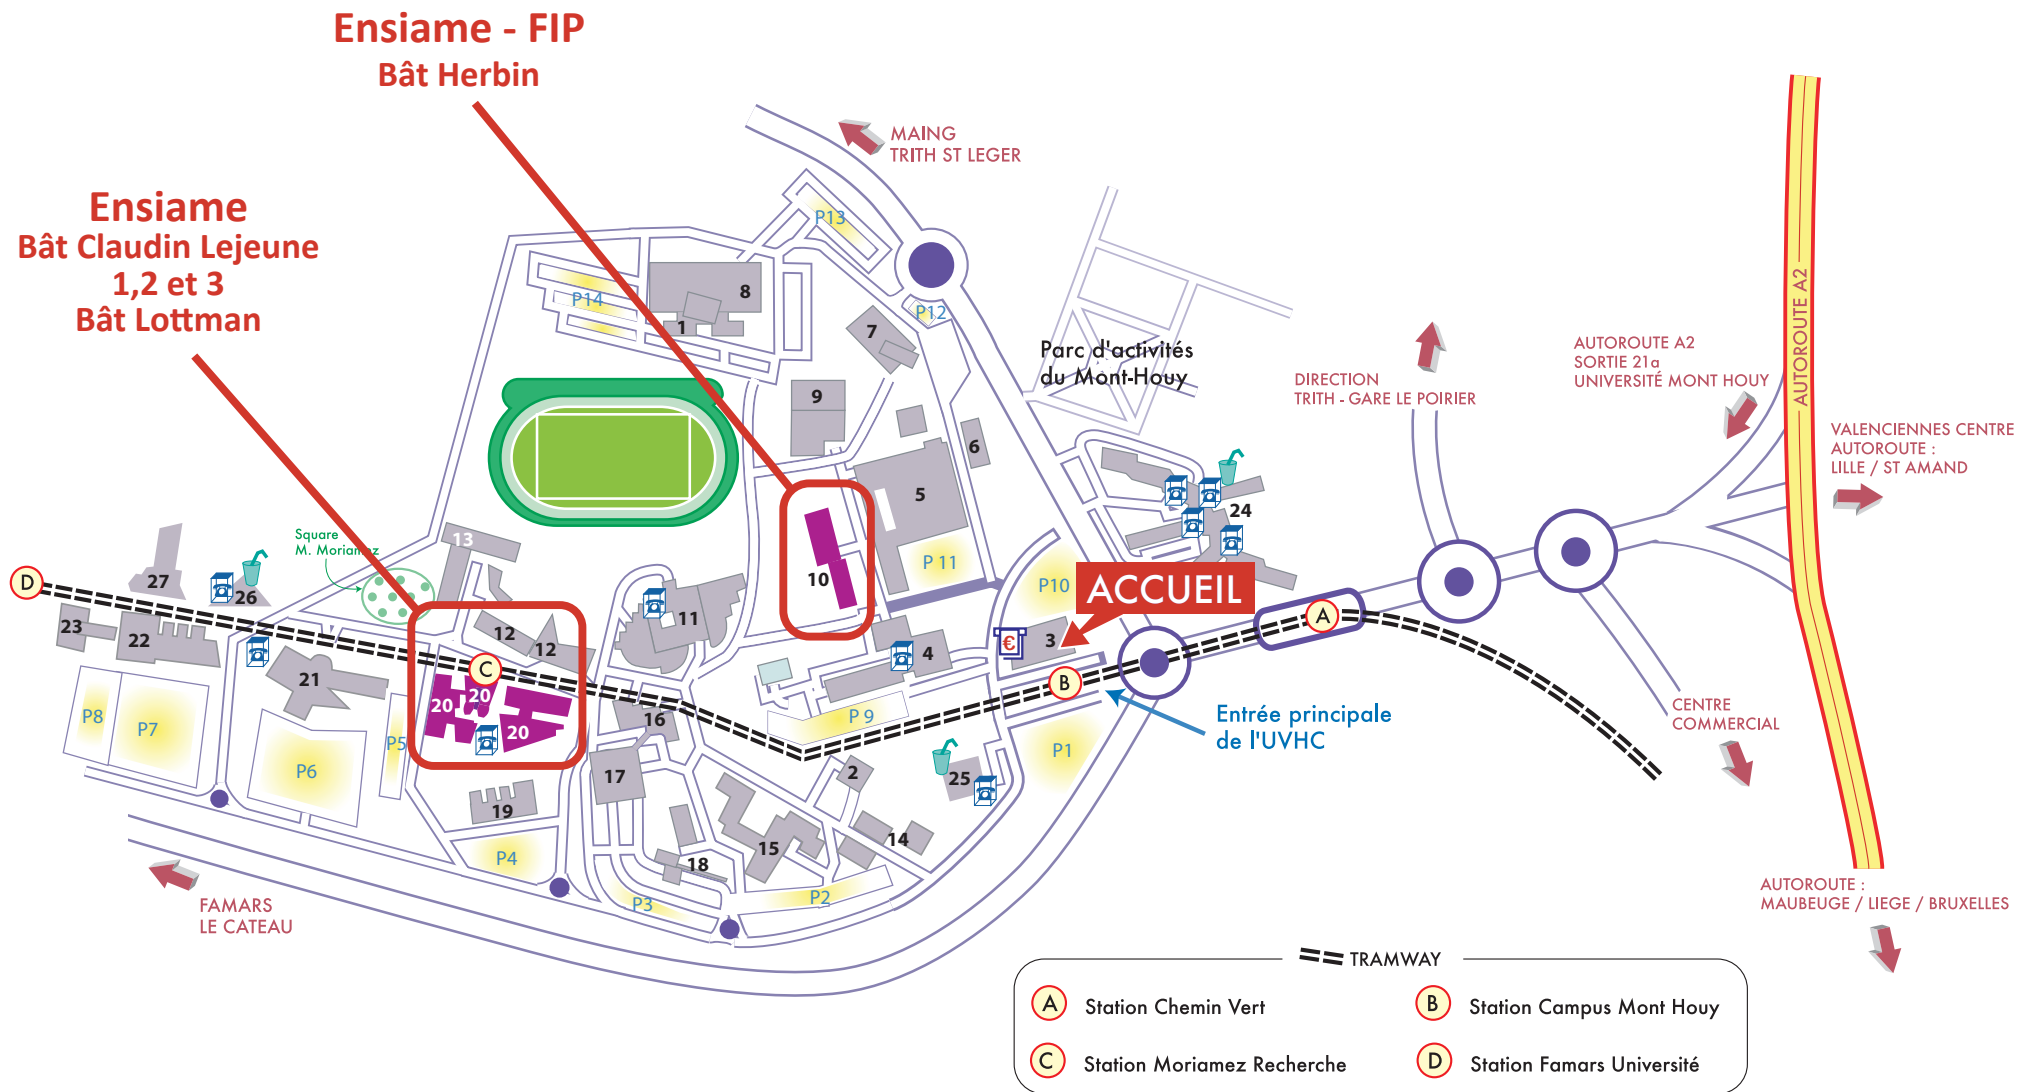 Ensiame - FIP
Bât Herbin
Ensiame
Bât Claudin Lejeune
1,2 et 3
Bât Lottman
MAING
TRITH ST LEGER
P13
P14
8
1
7
P12
Parc d'activités
du Mont-Houy
9
6
5
DIRECTION
TRITH - GARE LE POIRIER
AUTOROUTE A2
SORTIE 21a
UNIVERSITÉ MONT HOUY
AUTOROUTE A2
VALENCIENNES CENTRE
AUTOROUTE :
LILLE / ST AMAND
24
Square
M. Moriamez
13
10
P 11
P10
ACCUEIL
D
27
26
23
22
12
12
11
4
€
3
A
B
C
21
20
20
20
16
P 9
Entrée principale
de l'UVHC
CENTRE
COMMERCIAL
P8
P7
P6
P5
P1
17
2
25
19
14
15
18
P4
P3
P2
FAMARS
LE CATEAU
AUTOROUTE :
MAUBEUGE / LIEGE / BRUXELLES
TRAMWAY
A Station Chemin Vert
B Station Campus Mont Houy
C Station Moriamez Recherche
D Station Famars Université